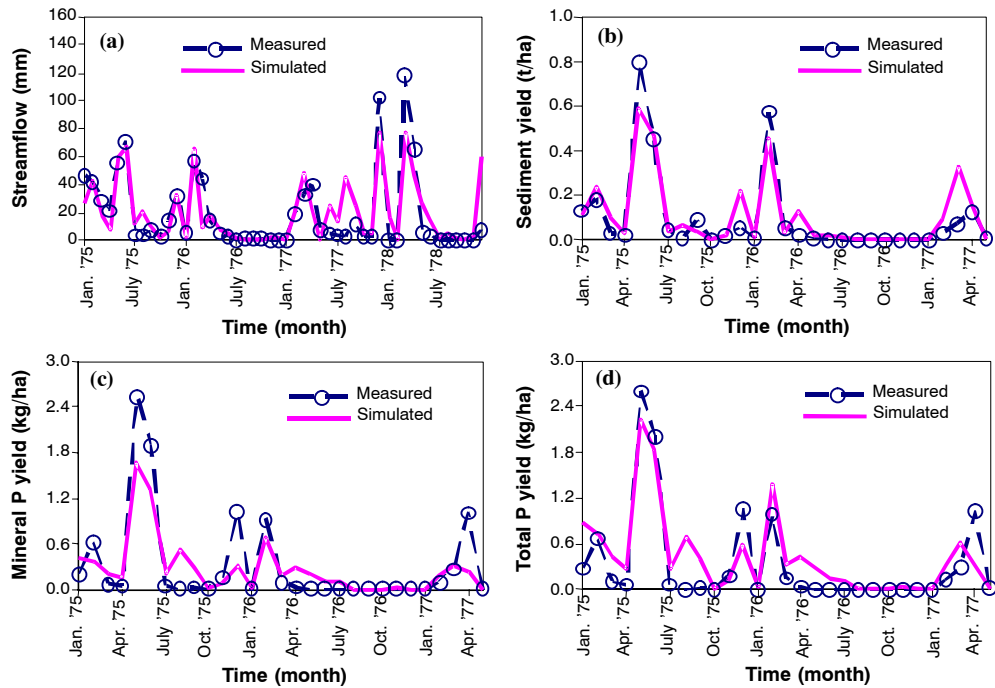 (a)
Streamflow (mm)
160
140
120
100
80
60
40
20
0
Measured
Simulated
Jan. '75
July '75
Jan. '76
July '76
Jan. '77
July '77
Jan. '78
July '78
Time (month)
(b)
Sediment yield (t/ha)
1.0
0.8
0.6
0.4
0.2
0.0
Measured
Simulated
Jan. '75
Apr. '75
July '75
Oct. '75
Jan. '76
Apr. '76
July '76
Oct. '76
Jan. '77
Apr. '77
Time (month)
(c)
Mineral P yield (kg/ha)
3.0
2.4
1.8
1.2
0.6
0.0
Measured
Simulated
Jan. '75
Apr. '75
July '75
Oct. '75
Jan. '76
Apr. '76
July '76
Oct. '76
Jan. '77
Apr. '77
Time (month)
(d)
Total P yield (kg/ha)
3.0
2.4
1.8
1.2
0.6
0.0
Measured
Simulated
Jan. '75
Apr. '75
July '75
Oct. '75
Jan. '76
Apr. '76
July '76
Oct. '76
Jan. '77
Apr. '77
Time (month)